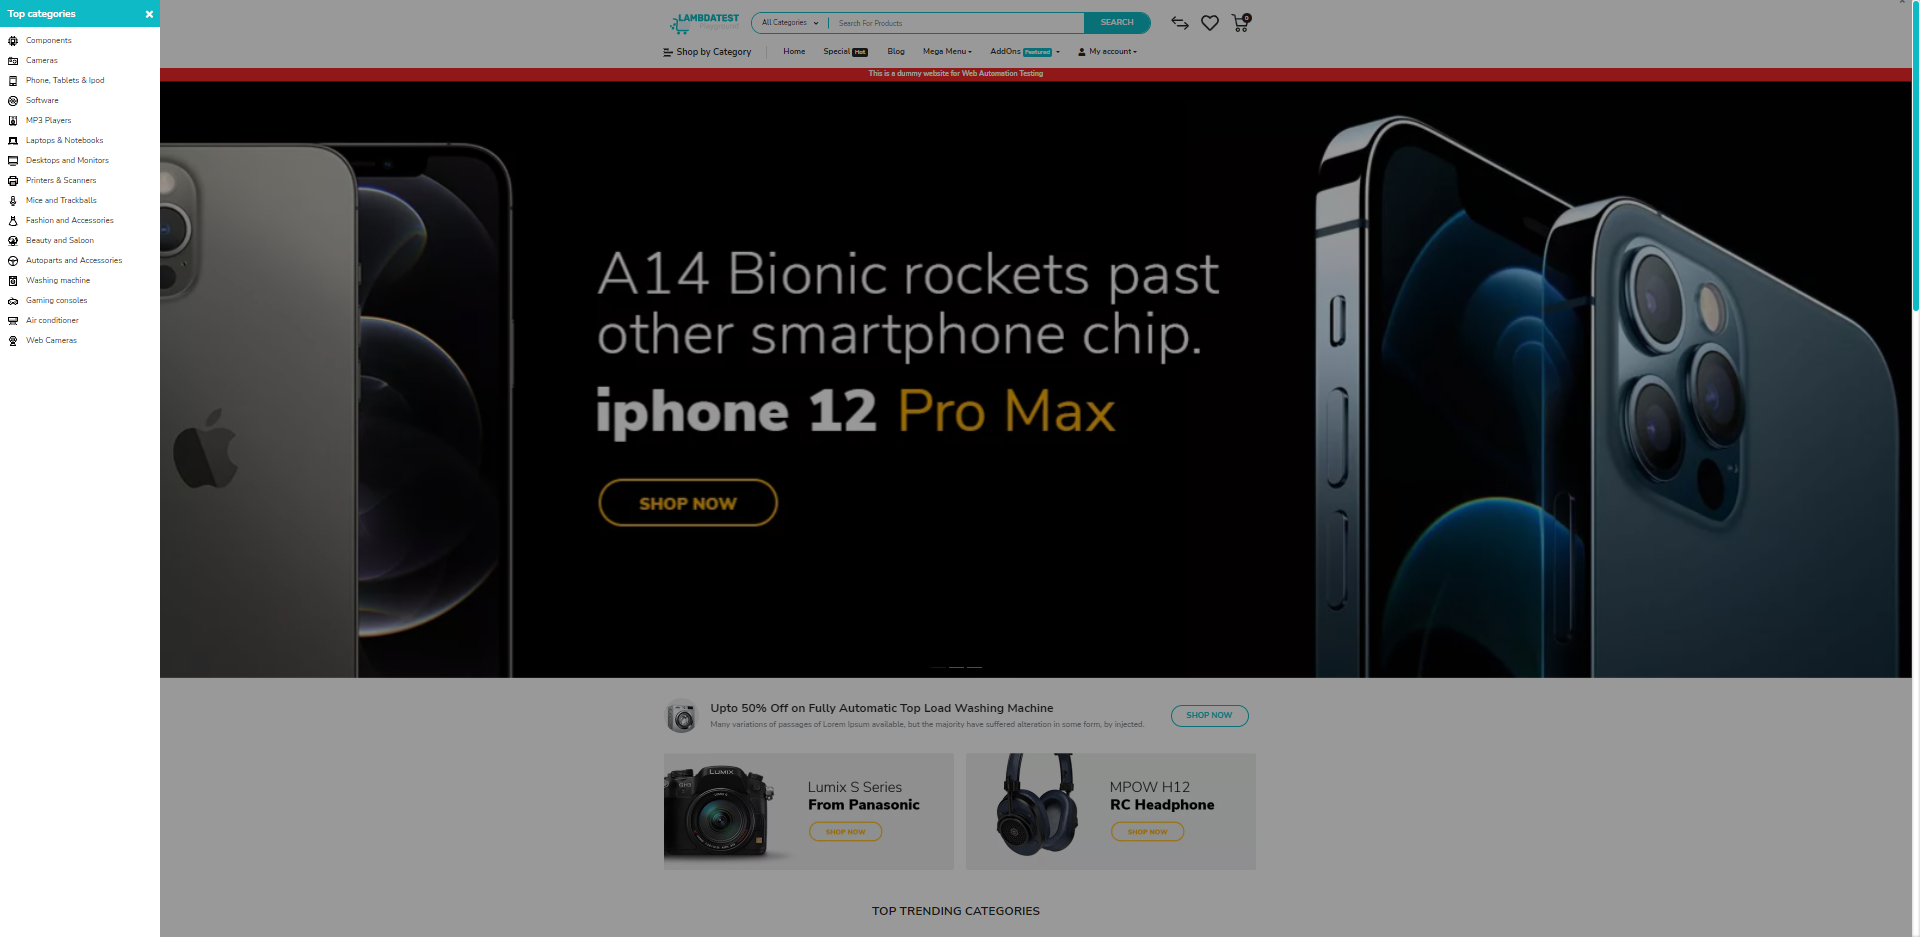 Top categories
Components
Cameras
Phone, Tablets & Ipod
Software
MP3 Players
Laptops & Notebooks
Desktops and Monitors
Printers & Scanners
Mice and Trackballs
Fashion and Accessories
Beauty and Saloon
Autoparts and Accessories
Washing machine
Gaming consoles
Air conditioner
Web Cameras
LAMBDATEST
Playground
All Categories
Search For Products
SEARCH
0
Shop by Category
Home
Special Hot
Blog
Mega Menu
AddOns Featured
My account
This is a dummy website for Web Automation Testing
A14 Bionic rockets past
other smartphone chip.
iphone 12 Pro Max
SHOP NOW
Upto 50% Off on Fully Automatic Top Load Washing Machine
Many variations of passages of Lorem Ipsum available, but the majority have suffered alteration in some form, by injected.
SHOP NOW
LUMIX
GH3
Lumix S Series
From Panasonic
SHOP NOW
MPOW H12
RC Headphone
SHOP NOW
TOP TRENDING CATEGORIES